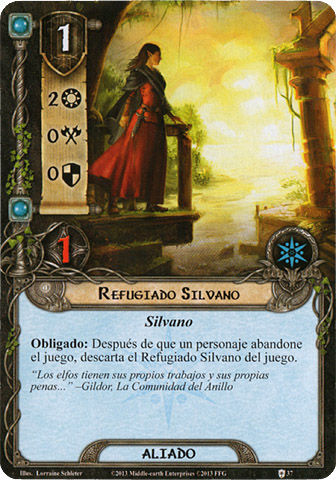 1
2
0
0
1
Refugiado Silvano
Silvano
Obligado: Después de que un personaje abandone
el juego, descarta el Refugiado Silvano del juego.
“Los elfos tienen sus propios trabajos y sus propias
penas...” –Gildor, La Comunidad del Anillo
ALIADO
Illus. Lorraine Schleter
©2013 Middle-earth Enterprises ©2013 FFG
37